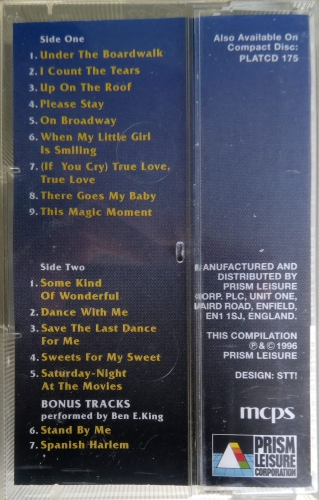 Side One
1. Under The Boardwalk
2. I Count The Tears
3. Up On The Roof
4. Please Stay
5. On Broadway
6. When My Little Girl
Is Smiling
7. (If You Cry) True Love,
True Love
8. There Goes My Baby
9. This Magic Moment
Side Two
1. Some Kind
Of Wonderful
2. Dance With Me
3. Save The Last Dance
For Me
4. Sweets For My Sweet
5. Saturday-Night
At The Movies
BONUS TRACKS
performed by Ben E.King
6. Stand By Me
7. Spanish Harlem
Also Available On
Compact Disc:
PLATCD 175
ANUFACTURED AND
DISTRIBUTED BY
PRISM LEISURE
CORP. PLC, UNIT ONE,
BAIRD ROAD, ENFIELD,
EN1 1SJ, ENGLAND.
THIS COMPILATION
℗ & © 1996
PRISM LEISURE
DESIGN: STT!
mcps
PRISM
LEISURE
CORPORATION